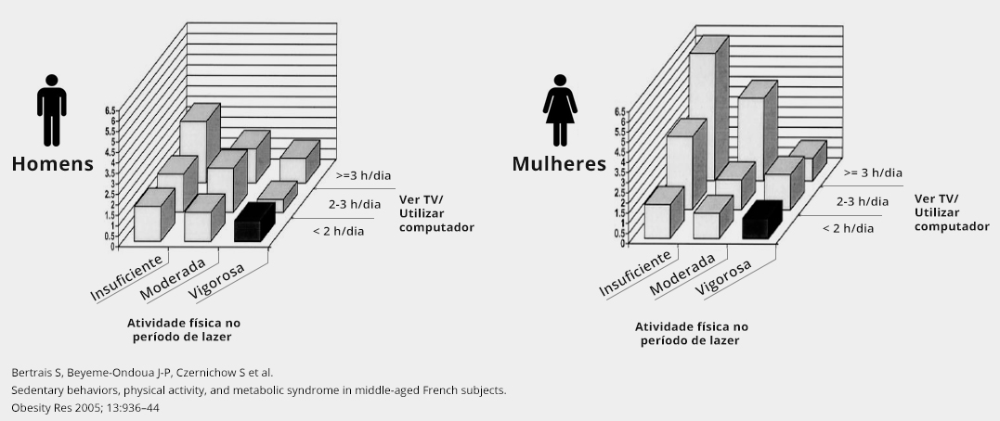 Homens
6.5
6
5.5
5
4.5
4
3.5
3
2.5
2
1.5
1
0.5
0
>=3 h/dia
2-3 h/dia
< 2 h/dia
Ver TV/
Utilizar
computador
Insuficiente
Moderada
Vigorosa
Atividade física no
período de lazer
Mulheres
6.5
6
5.5
5
4.5
4
3.5
3
2.5
2
1.5
1
0.5
0
>= 3 h/dia
2-3 h/dia
< 2 h/dia
Ver TV/
Utilizar
computador
Insuficiente
Moderada
Vigorosa
Atividade física no
período de lazer
Bertrais S, Beyeme-Ondoua J-P, Czernichow S et al.
Sedentary behaviors, physical activity, and metabolic syndrome in middle-aged French subjects.
Obesity Res 2005; 13:936–44